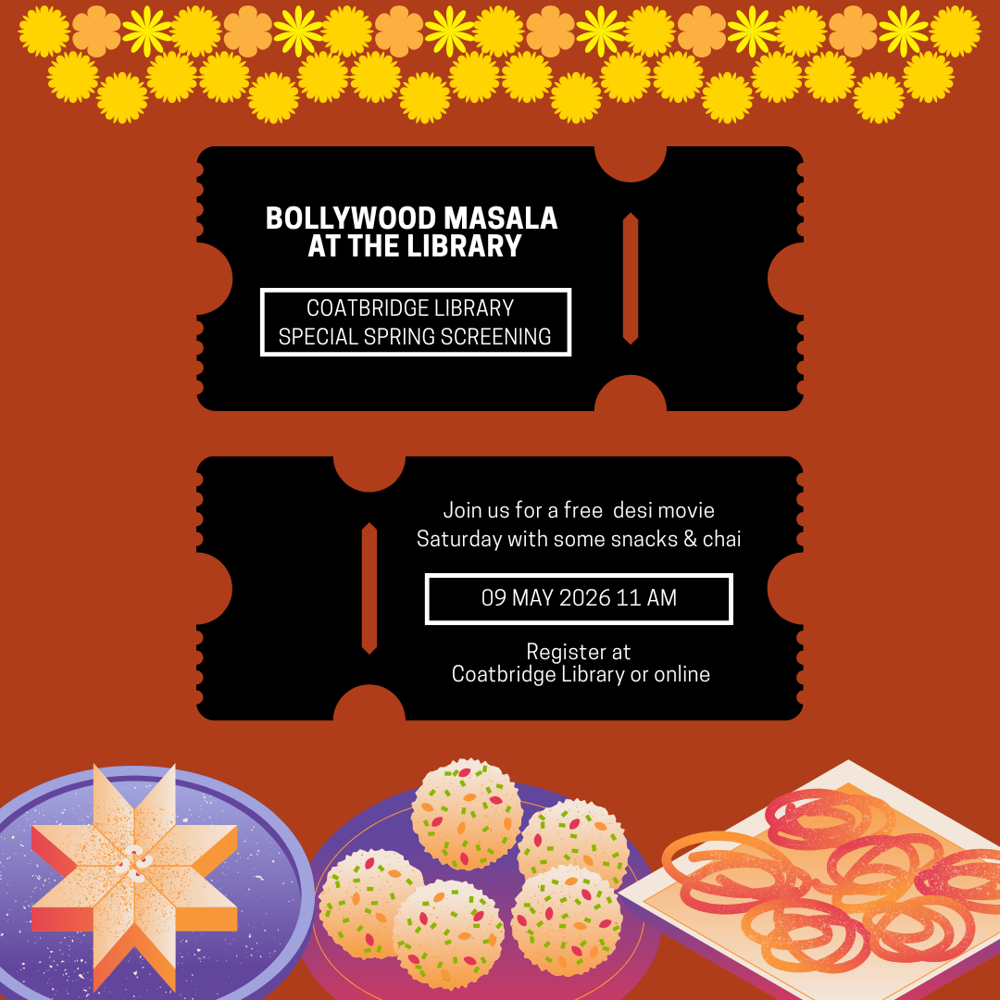 BOLLYWOOD MASALA
AT THE LIBRARY
COATBRIDGE LIBRARY
SPECIAL SPRING SCREENING
Join us for a free  desi movie
Saturday with some snacks & chai
09 MAY 2026 11 AM
Register at
Coatbridge Library or online